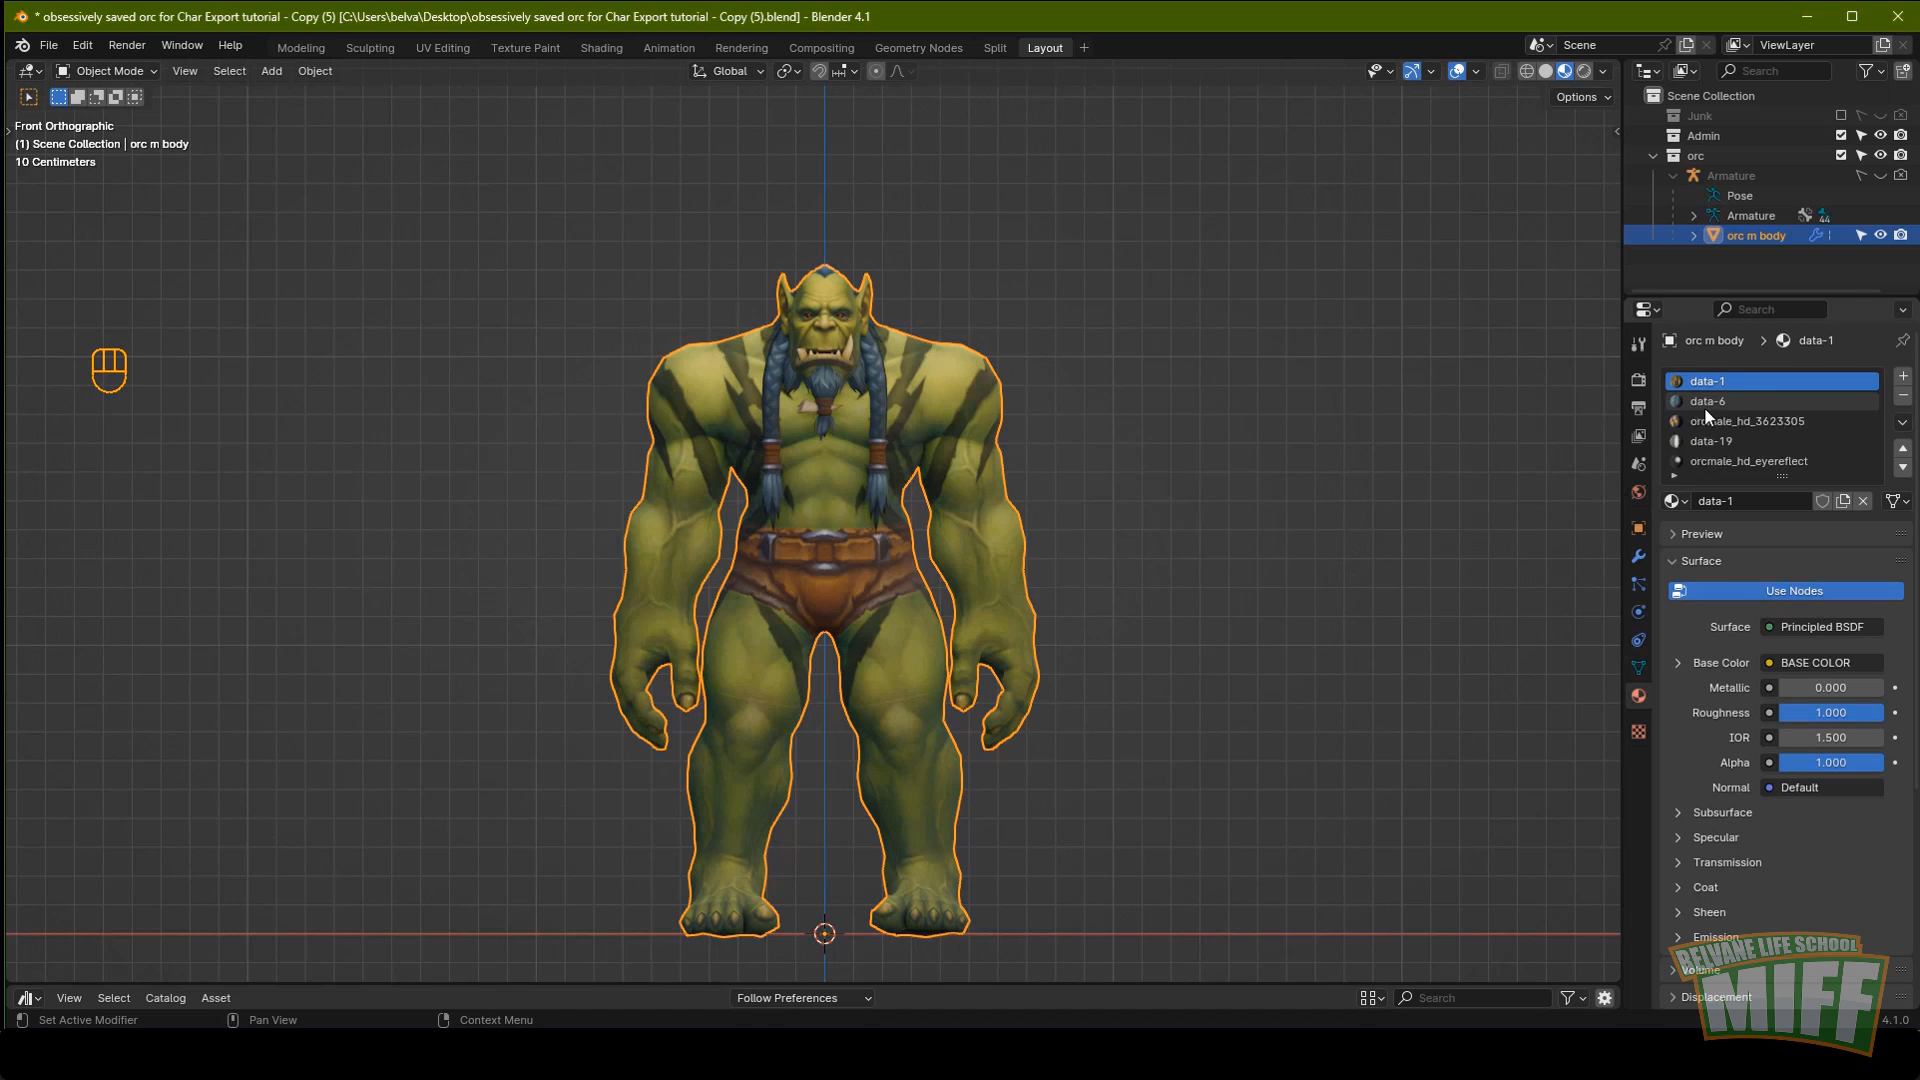 * obsessively saved orc for Char Export tutorial - Copy (5) [C:\Users\belva\Desktop\obsessively saved orc for Char Export tutorial - Copy (5).blend] - Blender 4.1
File Edit Render Window Help Modeling Sculpting UV Editing Texture Paint Shading Animation Rendering Compositing Geometry Nodes Split Layout + Scene ViewLayer
Object Mode View Select Add Object Global Search
Options
Front Orthographic
(1) Scene Collection | orc m body
10 Centimeters
Scene Collection
Junk
Admin
orc
Armature
Pose
Armature 44
orc m body
Search
orc m body > data-1
data-1
data-6
orcmale_hd_3623305
data-19
orcmale_hd_eyereflect
data-1
Preview
Surface
Use Nodes
Surface Principled BSDF
Base Color BASE COLOR
Metallic 0.000
Roughness 1.000
IOR 1.500
Alpha 1.000
Normal Default
Subsurface
Specular
Transmission
Coat
Sheen
Emission
Volume
Displacement
BELVANE LIFE SCHOOL
MIFF
View Select Catalog Asset Follow Preferences Search
Set Active Modifier Pan View Context Menu 4.1.0